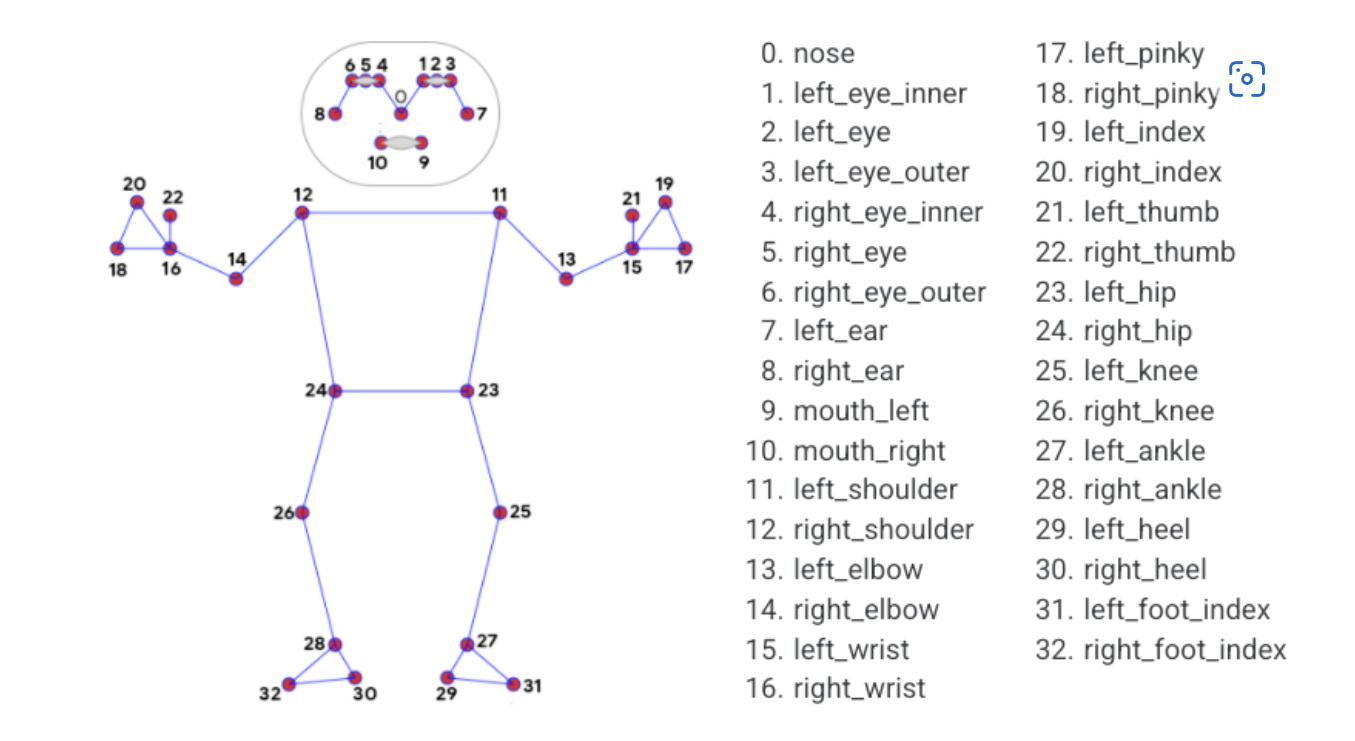 6 5 4 1 2 3
0
8 7
10 9
20 22 12 11 21 19
18 16 14 13 15 17
24 23
26 25
28 27
32 30 29 31
0. nose
1. left_eye_inner
2. left_eye
3. left_eye_outer
4. right_eye_inner
5. right_eye
6. right_eye_outer
7. left_ear
8. right_ear
9. mouth_left
10. mouth_right
11. left_shoulder
12. right_shoulder
13. left_elbow
14. right_elbow
15. left_wrist
16. right_wrist
17. left_pinky
18. right_pinky
19. left_index
20. right_index
21. left_thumb
22. right_thumb
23. left_hip
24. right_hip
25. left_knee
26. right_knee
27. left_ankle
28. right_ankle
29. left_heel
30. right_heel
31. left_foot_index
32. right_foot_index